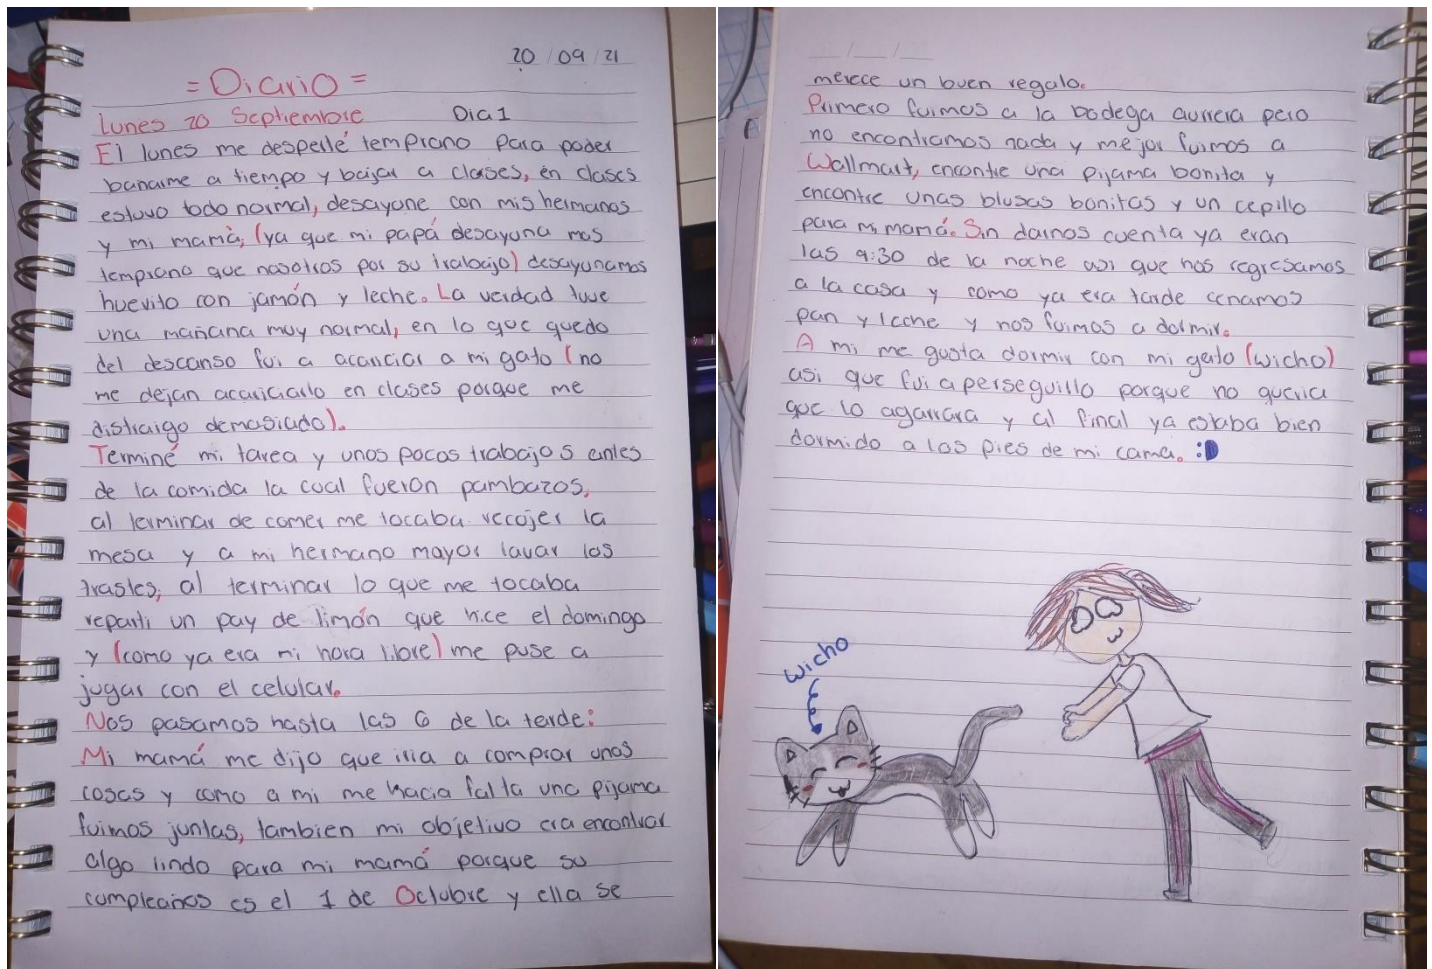 20 / 09 / 21
= Diario =
Lunes 20 Septiembre Dia 1
El lunes me desperté temprano para poder
bañarme a tiempo y bajar a clases, en clases
estuvo todo normal, desayune con mis hermanos
y mi mamá, (ya que mi papá desayuna mas
temprano que nosotros por su trabajo) desayunamos
huevito con jamón y leche. La verdad tuve
una mañana muy normal, en lo que quedo
del descanso fui a acariciar a mi gato (no
me dejan acariciarlo en clases porque me
distraigo demasiado).
Terminé mi tarea y unos pocos trabajos antes
de la comida la cual fueron pambazos,
al terminar de comer me tocaba recojer la
mesa y a mi hermano mayor lavar los
trastes, al terminar lo que me tocaba
repartí un pay de limón que hice el domingo
y (como ya era mi hora libre) me puse a
jugar con el celular.
Nos pasamos hasta las 6 de la tarde:
Mi mamá me dijo que iria a comprar unas
cosas y como a mi me hacia falta una pijama
fuimos juntas, tambien mi objetivo era encontrar
algo lindo para mi mamá porque su
cumpleaños es el 1 de Octubre y ella se
merece un buen regalo.
Primero fuimos a la bodega aurrera pero
no encontramos nada y mejor fuimos a
Wallmart, encontre una pijama bonita y
encontre unas blusas bonitas y un cepillo
para mi mamá. Sin darnos cuenta ya eran
las 9:30 de la noche asi que nos regresamos
a la casa y como ya era tarde cenamos
pan y leche y nos fuimos a dormir.
A mi me gusta dormir con mi gato (wicho)
asi que fui a perseguirlo porque no queria
que lo agarrara y al final ya estaba bien
dormido a los pies de mi cama. :D
wicho